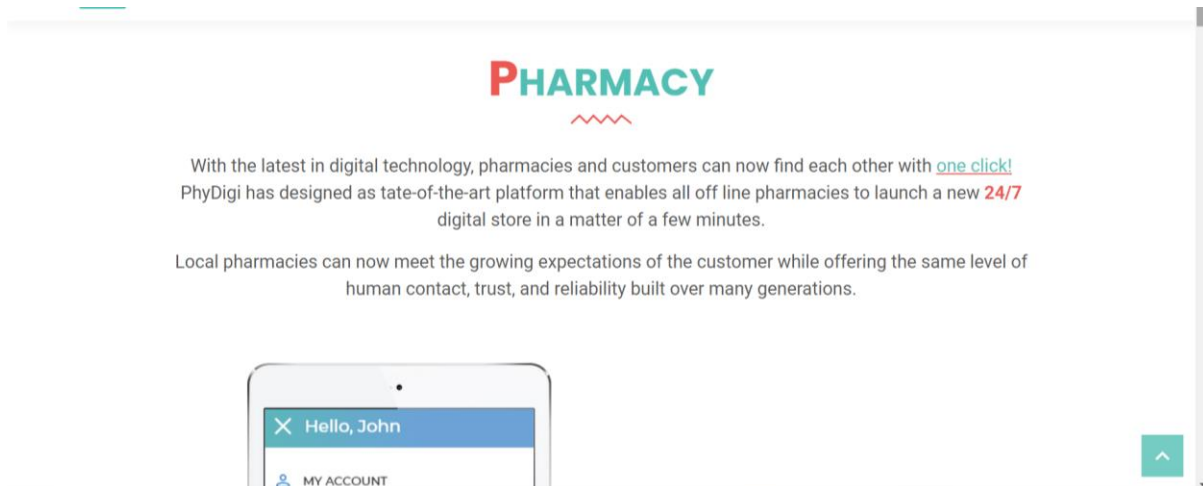 PHARMACY
With the latest in digital technology, pharmacies and customers can now find each other with one click!
PhyDigi has designed as tate-of-the-art platform that enables all off line pharmacies to launch a new 24/7
digital store in a matter of a few minutes.
Local pharmacies can now meet the growing expectations of the customer while offering the same level of
human contact, trust, and reliability built over many generations.
Hello, John
MY ACCOUNT